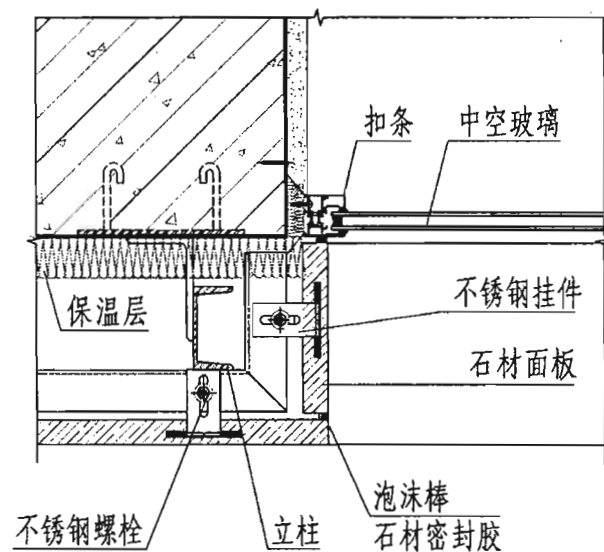 扣条
中空玻璃
保温层
不锈钢挂件
石材面板
不锈钢螺栓
立柱
泡沫棒
石材密封胶